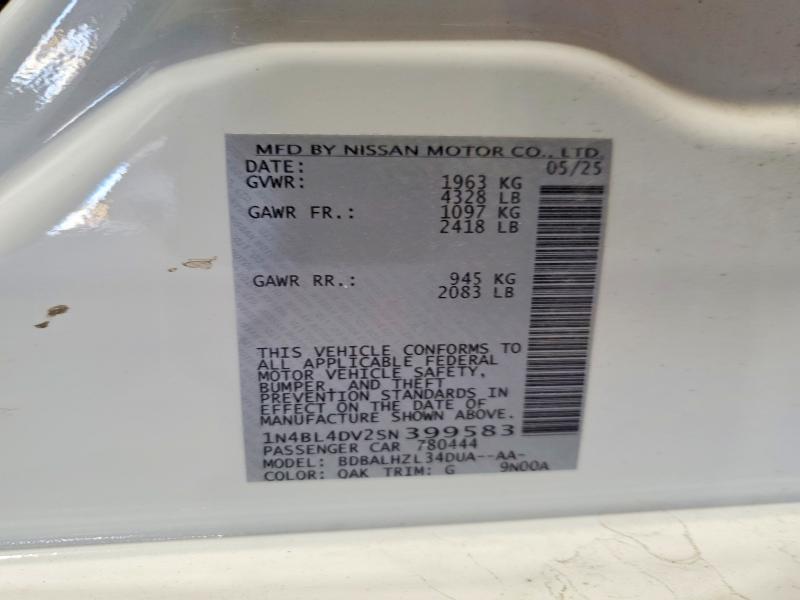 MFD BY NISSAN MOTOR CO., LTD.
DATE: 05/25
GVWR: 1963 KG
4328 LB
GAWR FR.: 1097 KG
2418 LB
GAWR RR.: 945 KG
2083 LB
THIS VEHICLE CONFORMS TO
ALL APPLICABLE FEDERAL
MOTOR VEHICLE SAFETY,
BUMPER, AND THEFT
PREVENTION STANDARDS IN
EFFECT ON THE DATE OF
MANUFACTURE SHOWN ABOVE.
1N4BL4DV2SN399583
PASSENGER CAR 780444
MODEL: BDBALHZL34DUA--AA-
COLOR: QAK TRIM: G 9N00A